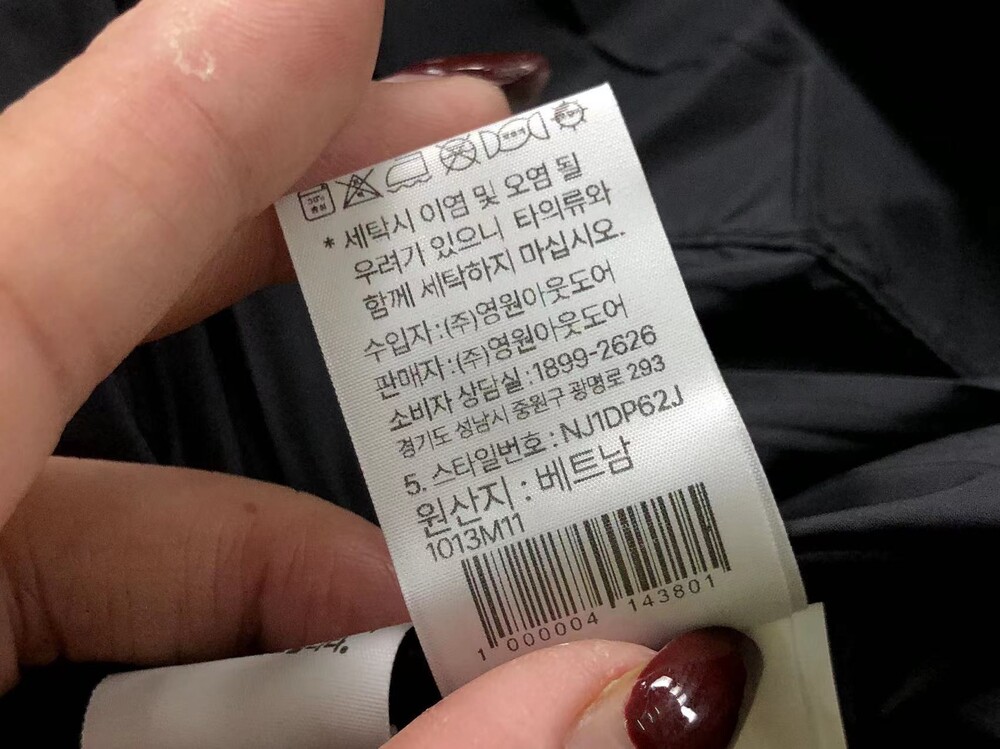 * 세탁시 이염 및 오염 될
우려가 있으니 타의류와
함께 세탁하지 마십시오.
수입자:(주)영원아웃도어
판매자:(주)영원아웃도어
소비자 상담실:1899-2626
경기도 성남시 중원구 광명로 293
5. 스타일번호 : NJ1DP62J
원산지 : 베트남
1013M11
1 000004 143801